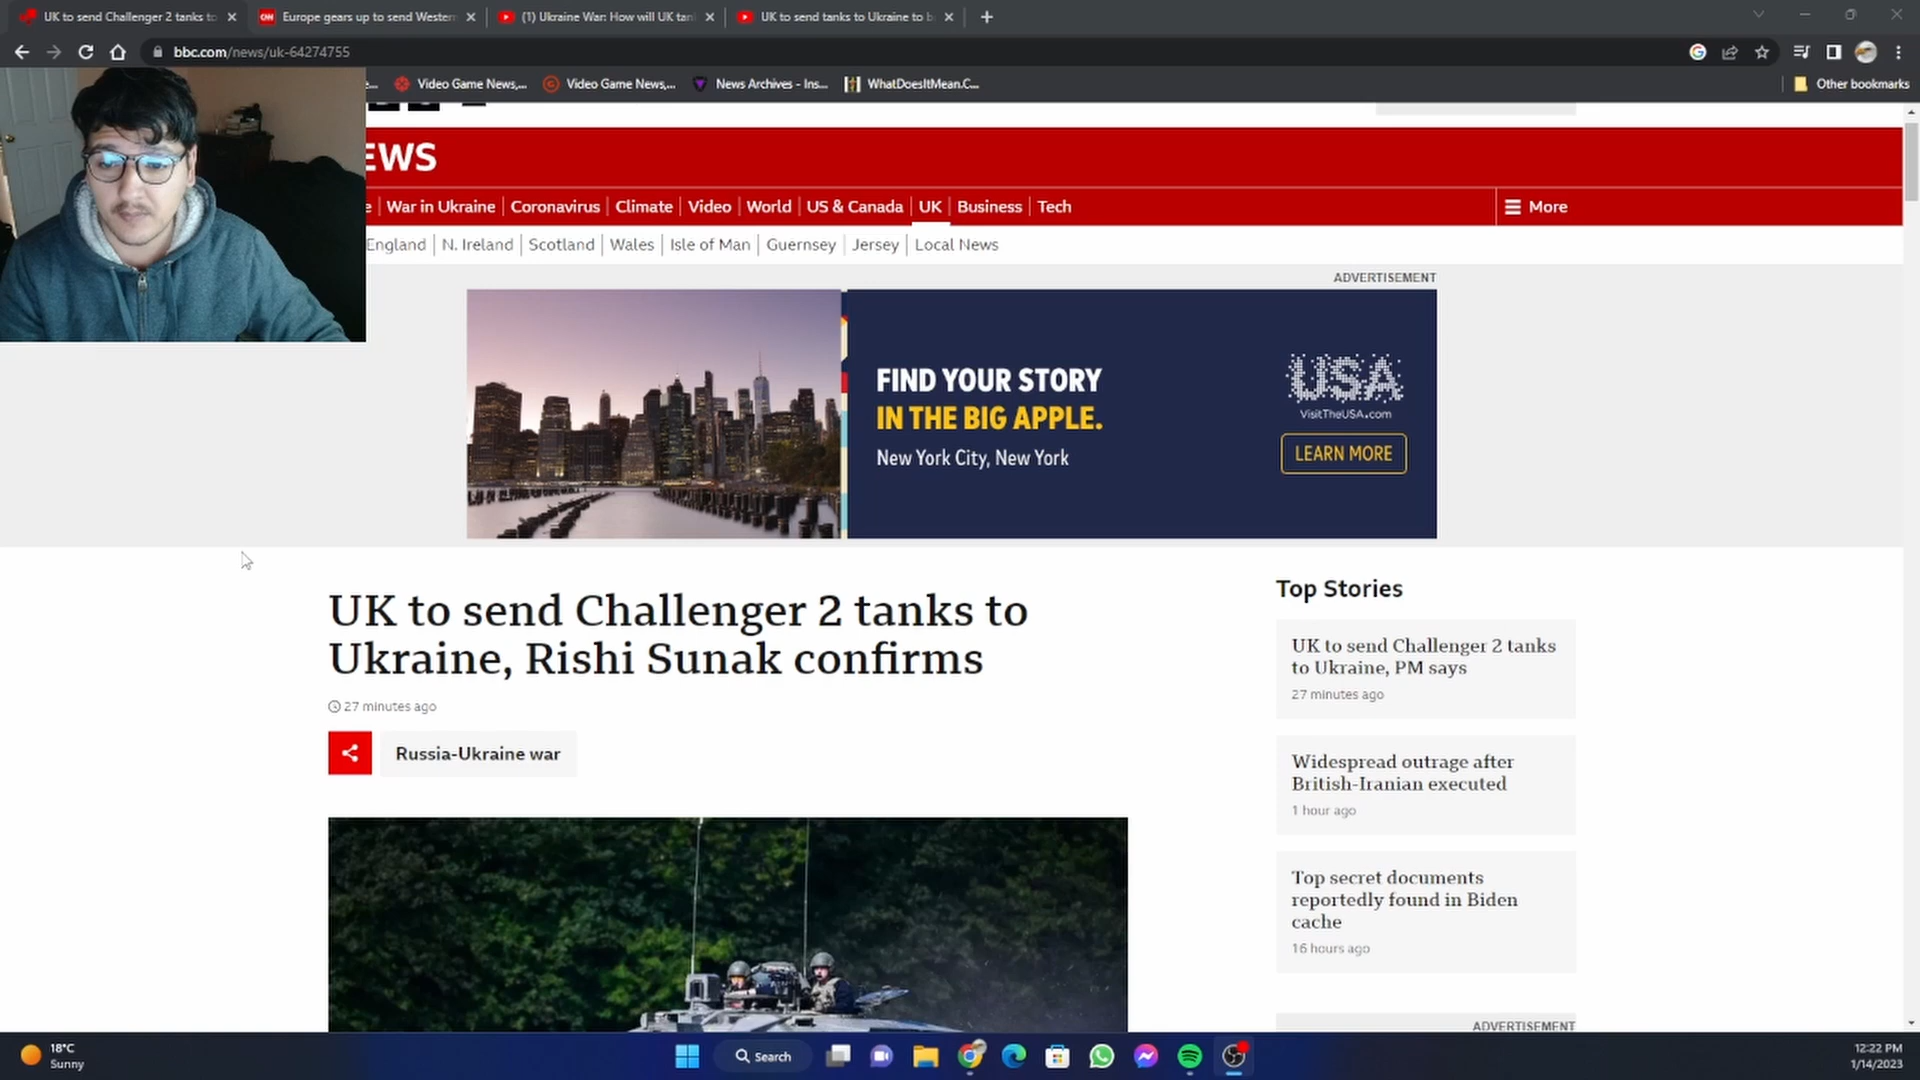 UK to send Challenger 2 tanks to
Europe gears up to send Western
(1) Ukraine War: How will UK tan
UK to send tanks to Ukraine to b
bbc.com/news/uk-64274755
e...
Video Game News,...
Video Game News,...
News Archives - Ins...
WhatDoesItMean.C...
Other bookmarks
EWS
e
War in Ukraine
Coronavirus
Climate
Video
World
US & Canada
UK
Business
Tech
More
England
N. Ireland
Scotland
Wales
Isle of Man
Guernsey
Jersey
Local News
ADVERTISEMENT
FIND YOUR STORY
IN THE BIG APPLE.
New York City, New York
USA
VisitTheUSA.com
LEARN MORE
UK to send Challenger 2 tanks to
Ukraine, Rishi Sunak confirms
27 minutes ago
Russia-Ukraine war
Top Stories
UK to send Challenger 2 tanks
to Ukraine, PM says
27 minutes ago
Widespread outrage after
British-Iranian executed
1 hour ago
Top secret documents
reportedly found in Biden
cache
16 hours ago
ADVERTISEMENT
18°C
Sunny
Search
12:22 PM
1/14/2023